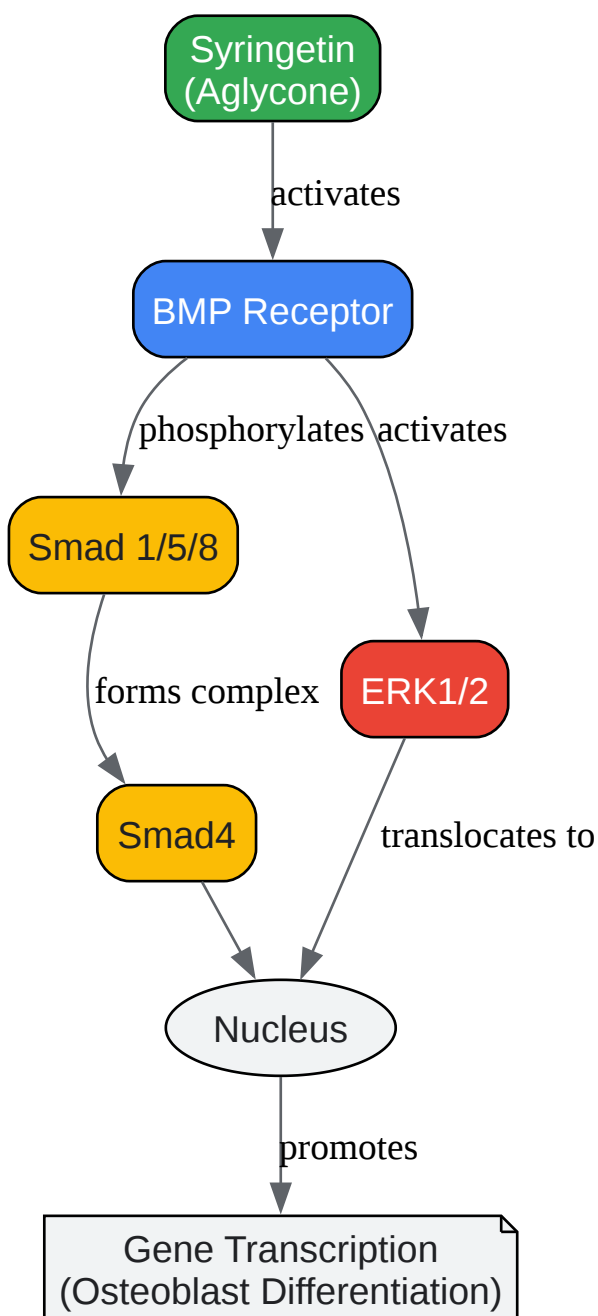 Syringetin
(Aglycone)
activates
BMP Receptor
phosphorylates
activates
Smad 1/5/8
forms complex
ERK1/2
Smad4
translocates to
Nucleus
promotes
Gene Transcription
(Osteoblast Differentiation)